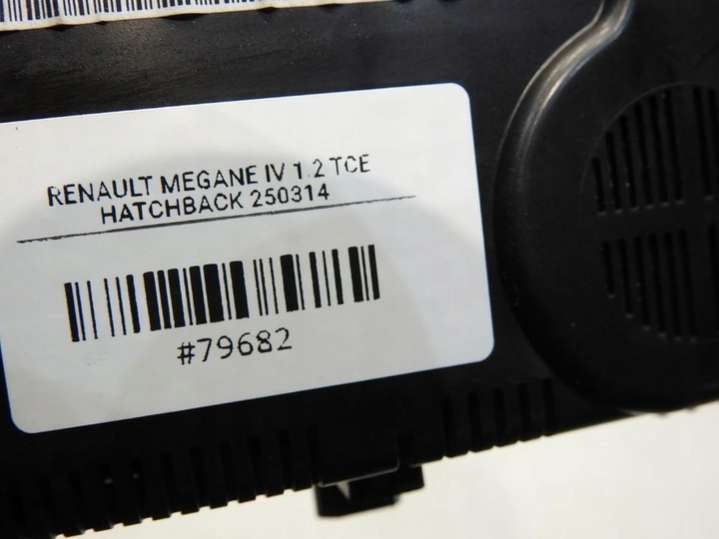 RENAULT MEGANE IV 1.2 TCE
HATCHBACK 250314
#79682